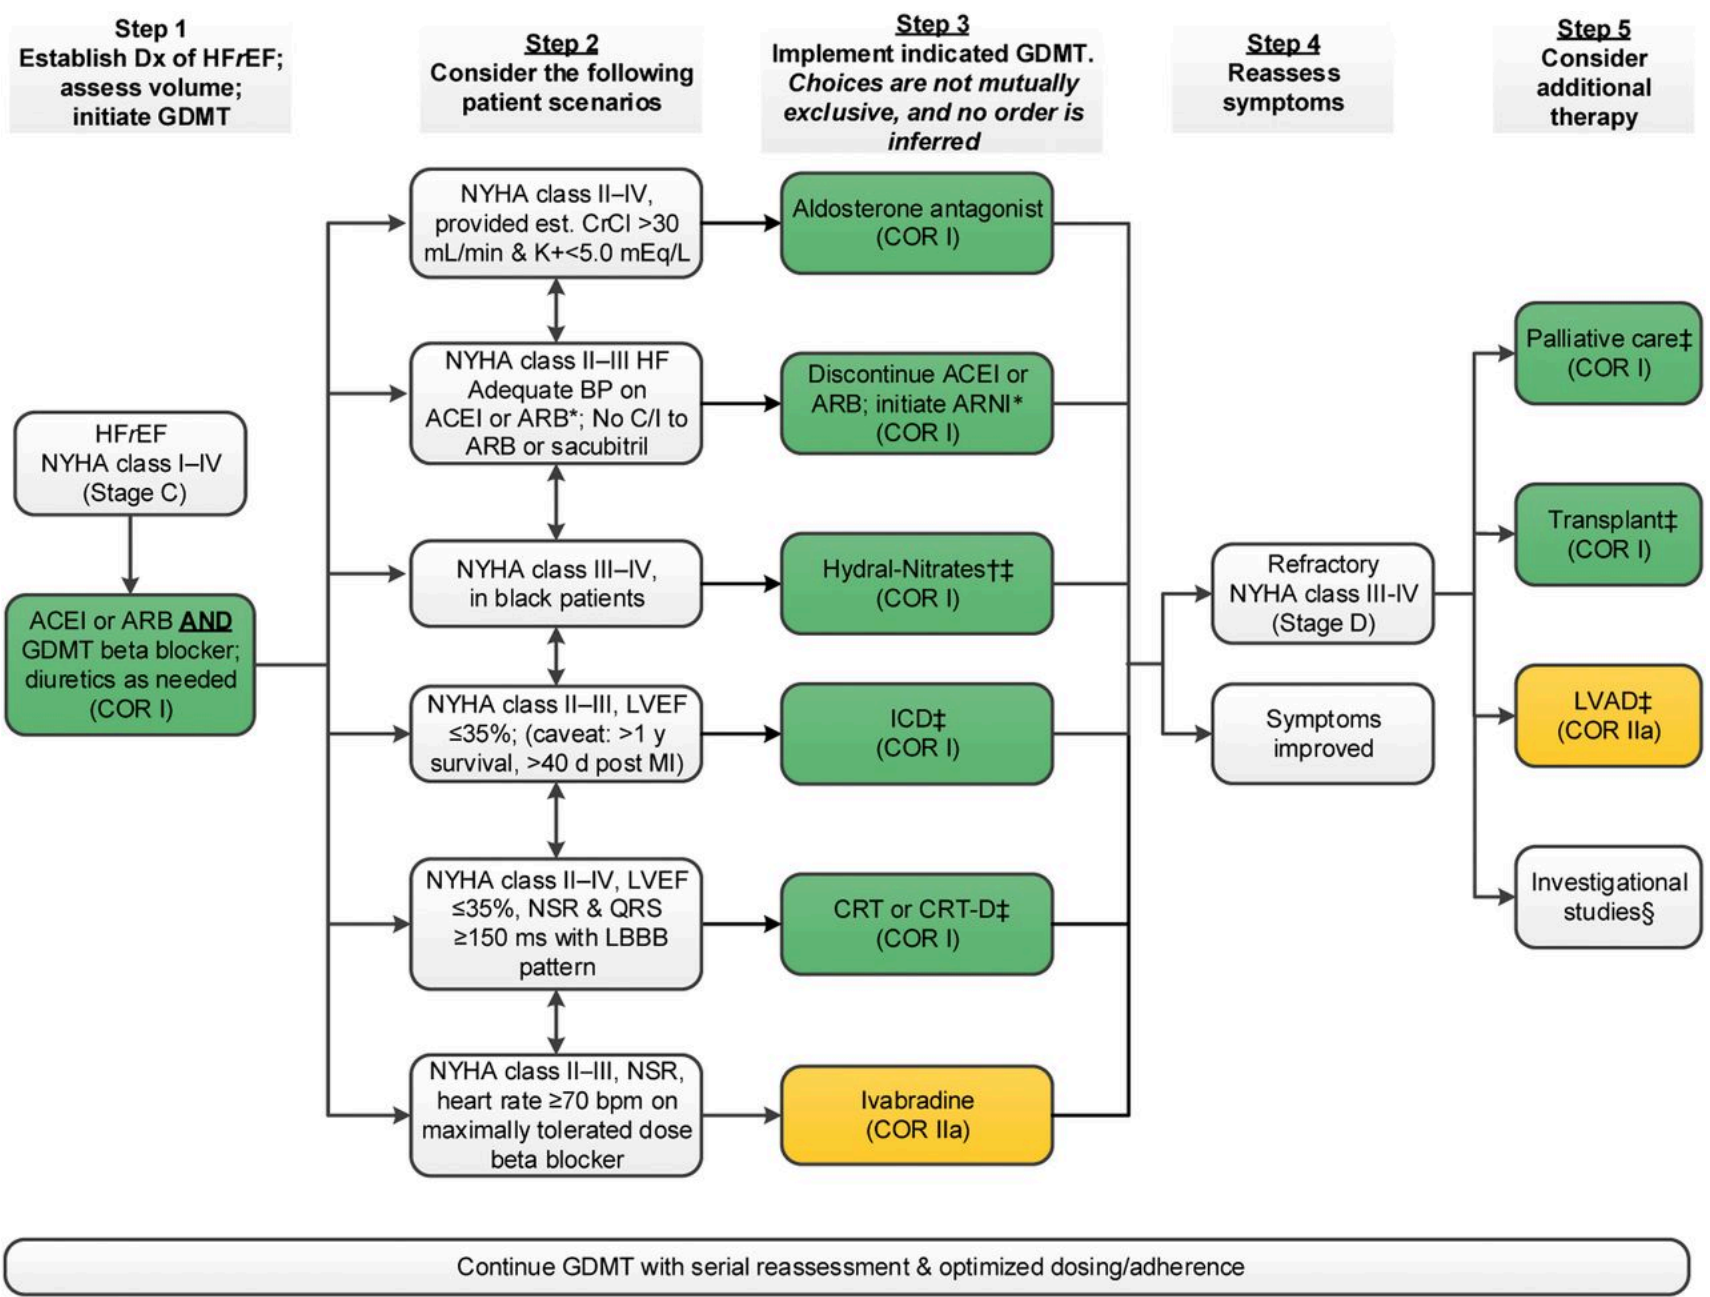 Step 1
Establish Dx of HFrEF;
assess volume;
initiate GDMT
Step 2
Consider the following
patient scenarios
Step 3
Implement indicated GDMT.
Choices are not mutually
exclusive, and no order is
inferred
Step 4
Reassess
symptoms
Step 5
Consider
additional
therapy
HFrEF
NYHA class I–IV
(Stage C)
ACEI or ARB AND
GDMT beta blocker;
diuretics as needed
(COR I)
NYHA class II–IV,
provided est. CrCl >30
mL/min & K+<5.0 mEq/L
Aldosterone antagonist
(COR I)
NYHA class II–III HF
Adequate BP on
ACEI or ARB*; No C/I to
ARB or sacubitril
Discontinue ACEI or
ARB; initiate ARNI*
(COR I)
NYHA class III–IV,
in black patients
Hydral-Nitrates†‡
(COR I)
NYHA class II–III, LVEF
≤35%; (caveat: >1 y
survival, >40 d post MI)
ICD‡
(COR I)
NYHA class II–IV, LVEF
≤35%, NSR & QRS
≥150 ms with LBBB
pattern
CRT or CRT-D‡
(COR I)
NYHA class II–III, NSR,
heart rate ≥70 bpm on
maximally tolerated dose
beta blocker
Ivabradine
(COR IIa)
Refractory
NYHA class III-IV
(Stage D)
Symptoms
improved
Palliative care‡
(COR I)
Transplant‡
(COR I)
LVAD‡
(COR IIa)
Investigational
studies§
Continue GDMT with serial reassessment & optimized dosing/adherence